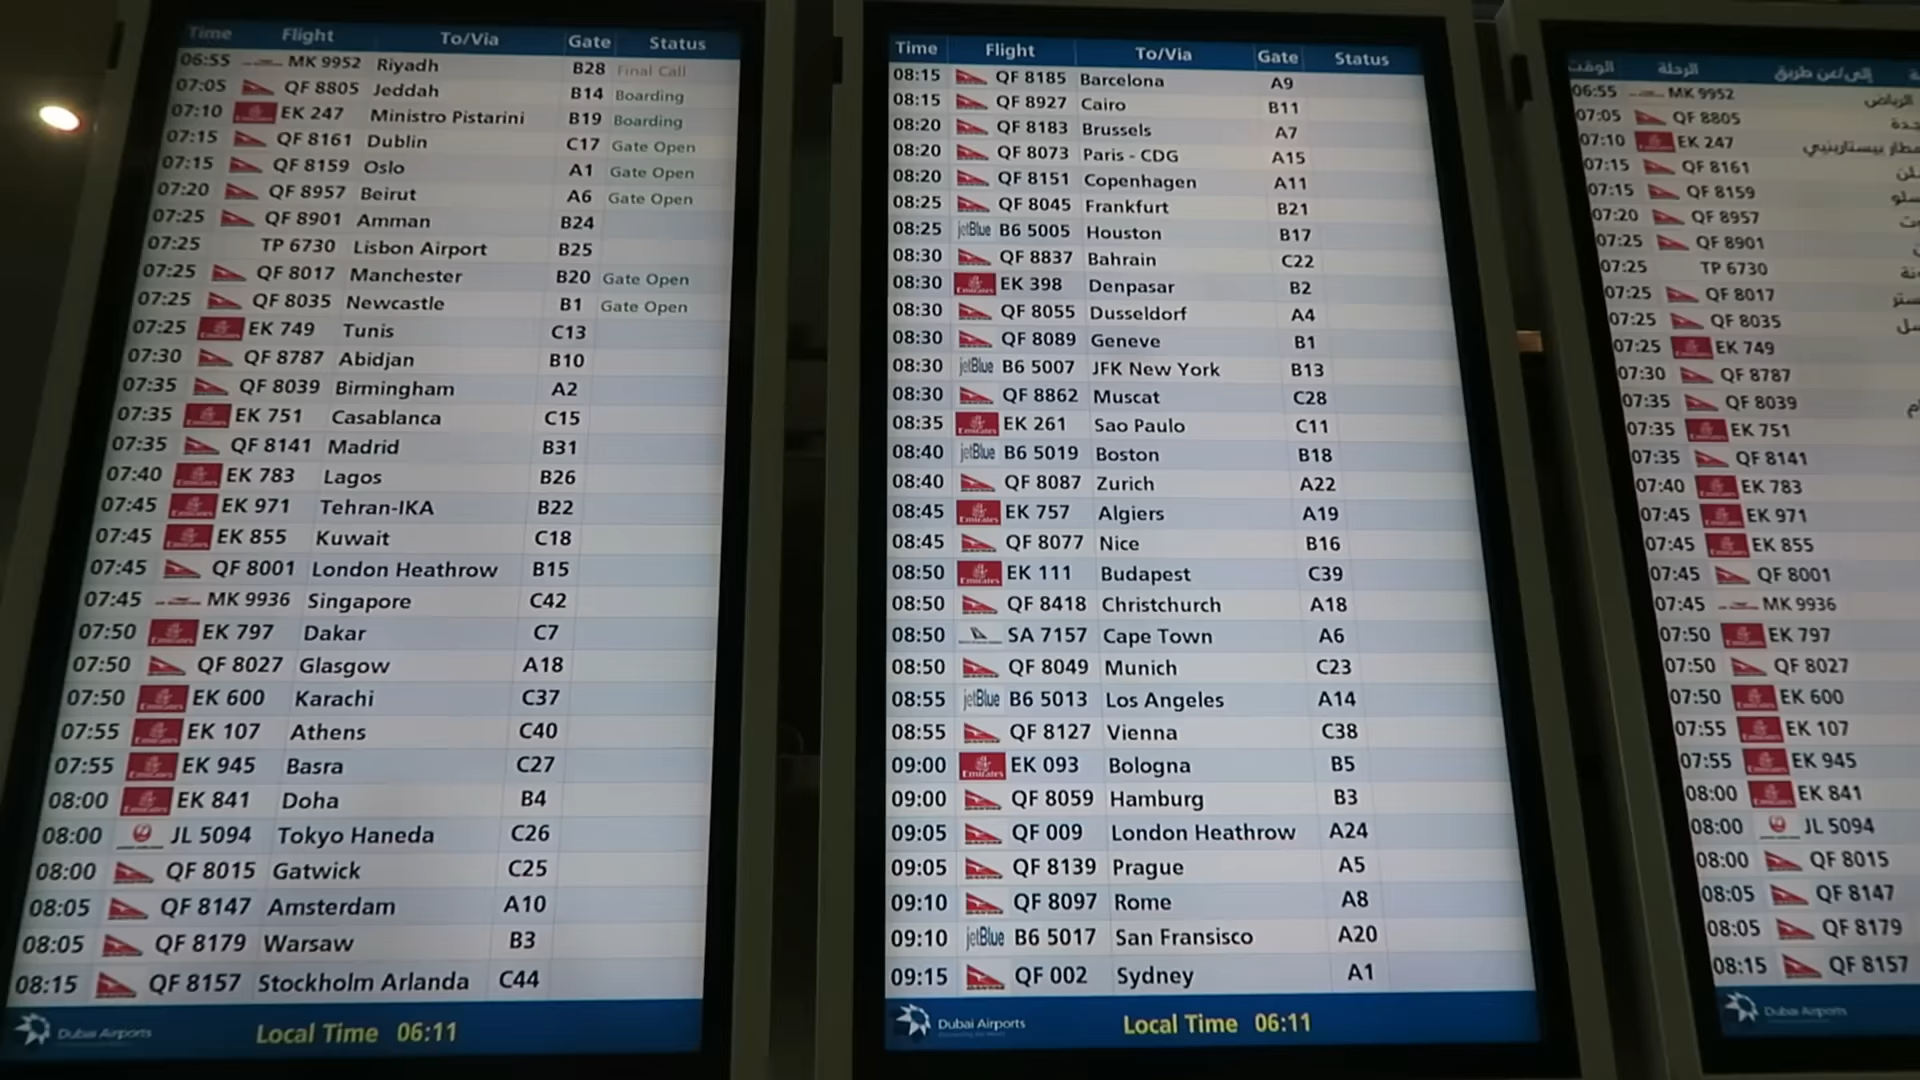 Time Flight To/Via Gate Status
06:55 MK 9952 Riyadh B28 Final Call
07:05 QF 8805 Jeddah B14 Boarding
07:10 Emirates EK 247 Ministro Pistarini B19 Boarding
07:15 QF 8161 Dublin C17 Gate Open
07:15 QF 8159 Oslo A1 Gate Open
07:20 QF 8957 Beirut A6 Gate Open
07:25 QF 8901 Amman B24
07:25 TP 6730 Lisbon Airport B25
07:25 QF 8017 Manchester B20 Gate Open
07:25 QF 8035 Newcastle B1 Gate Open
07:25 Emirates EK 749 Tunis C13
07:30 QF 8787 Abidjan B10
07:35 QF 8039 Birmingham A2
07:35 Emirates EK 751 Casablanca C15
07:35 QF 8141 Madrid B31
07:40 Emirates EK 783 Lagos B26
07:45 Emirates EK 971 Tehran-IKA B22
07:45 Emirates EK 855 Kuwait C18
07:45 QF 8001 London Heathrow B15
07:45 MK 9936 Singapore C42
07:50 Emirates EK 797 Dakar C7
07:50 QF 8027 Glasgow A18
07:50 Emirates EK 600 Karachi C37
07:55 Emirates EK 107 Athens C40
07:55 Emirates EK 945 Basra C27
08:00 Emirates EK 841 Doha B4
08:00 JL 5094 Tokyo Haneda C26
08:00 QF 8015 Gatwick C25
08:05 QF 8147 Amsterdam A10
08:05 QF 8179 Warsaw B3
08:15 QF 8157 Stockholm Arlanda C44
Dubai Airports Local Time 06:11
Time Flight To/Via Gate Status
08:15 QF 8185 Barcelona A9
08:15 QF 8927 Cairo B11
08:20 QF 8183 Brussels A7
08:20 QF 8073 Paris - CDG A15
08:20 QF 8151 Copenhagen A11
08:25 QF 8045 Frankfurt B21
08:25 jetBlue B6 5005 Houston B17
08:30 QF 8837 Bahrain C22
08:30 Emirates EK 398 Denpasar B2
08:30 QF 8055 Dusseldorf A4
08:30 QF 8089 Geneve B1
08:30 jetBlue B6 5007 JFK New York B13
08:30 QF 8862 Muscat C28
08:35 Emirates EK 261 Sao Paulo C11
08:40 jetBlue B6 5019 Boston B18
08:40 QF 8087 Zurich A22
08:45 Emirates EK 757 Algiers A19
08:45 QF 8077 Nice B16
08:50 Emirates EK 111 Budapest C39
08:50 QF 8418 Christchurch A18
08:50 SA 7157 Cape Town A6
08:50 QF 8049 Munich C23
08:55 jetBlue B6 5013 Los Angeles A14
08:55 QF 8127 Vienna C38
09:00 Emirates EK 093 Bologna B5
09:00 QF 8059 Hamburg B3
09:05 QF 009 London Heathrow A24
09:05 QF 8139 Prague A5
09:10 QF 8097 Rome A8
09:10 jetBlue B6 5017 San Fransisco A20
09:15 QF 002 Sydney A1
Dubai Airports Local Time 06:11
الوقت الرحلة إلى/عن طريق
06:55 MK 9952 الرياض
07:05 QF 8805 جدة
07:10 EK 247
07:15 QF 8161
07:15 QF 8159
07:20 QF 8957
07:25 QF 8901
07:25 TP 6730
07:25 QF 8017
07:25 QF 8035
07:25 EK 749
07:30 QF 8787
07:35 QF 8039
07:35 EK 751
07:35 QF 8141
07:40 EK 783
07:45 EK 971
07:45 EK 855
07:45 QF 8001
07:45 MK 9936
07:50 EK 797
07:50 QF 8027
07:50 EK 600
07:55 EK 107
07:55 EK 945
08:00 EK 841
08:00 JL 5094
08:00 QF 8015
08:05 QF 8147
08:05 QF 8179
08:15 QF 8157
Dubai Airports